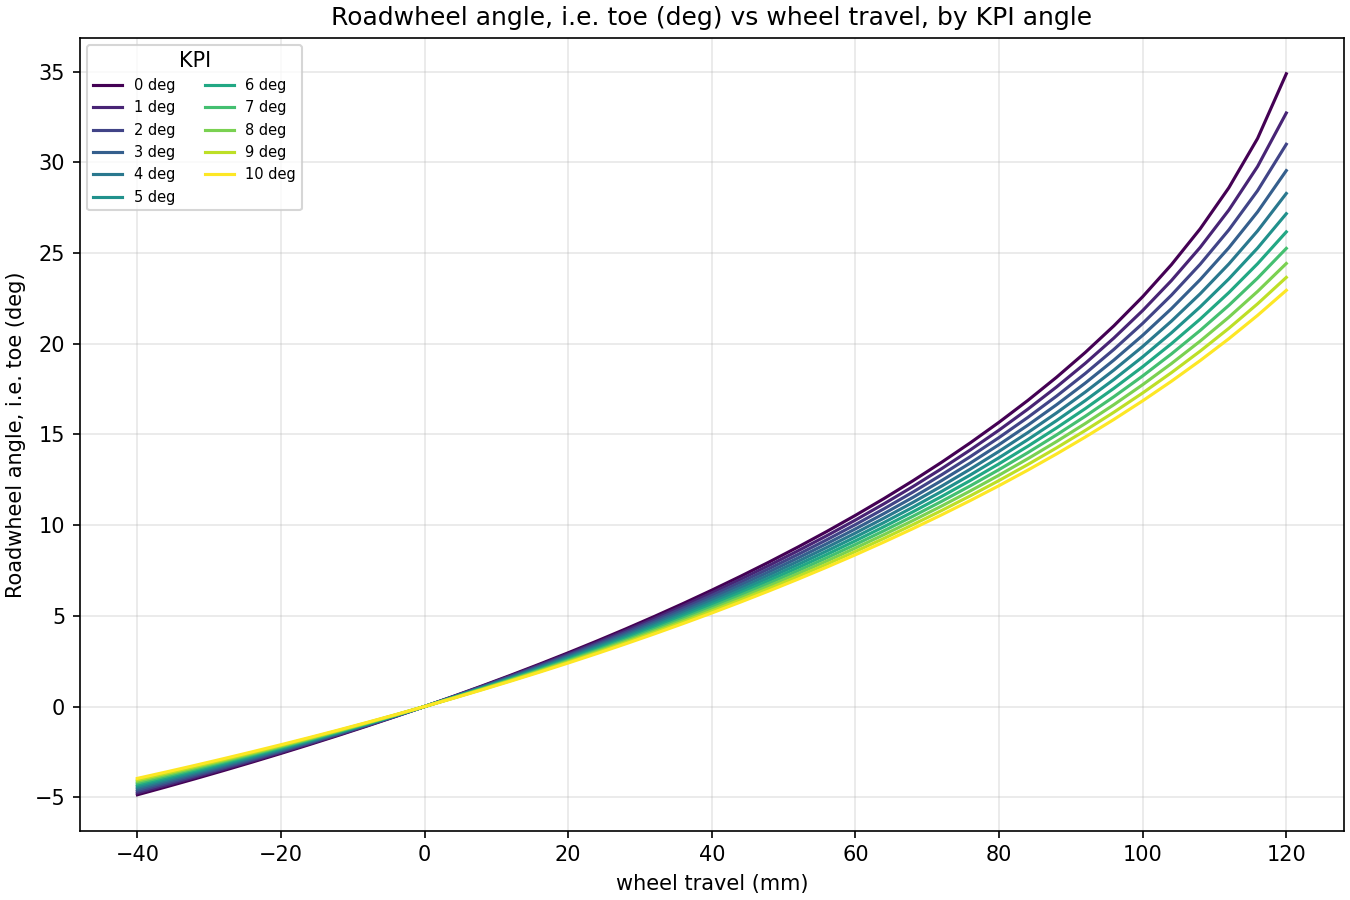 Roadwheel angle, i.e. toe (deg) vs wheel travel, by KPI angle
KPI
0 deg
1 deg
2 deg
3 deg
4 deg
5 deg
6 deg
7 deg
8 deg
9 deg
10 deg
Roadwheel angle, i.e. toe (deg)
35
30
25
20
15
10
5
0
−5
−40
−20
0
20
40
60
80
100
120
wheel travel (mm)